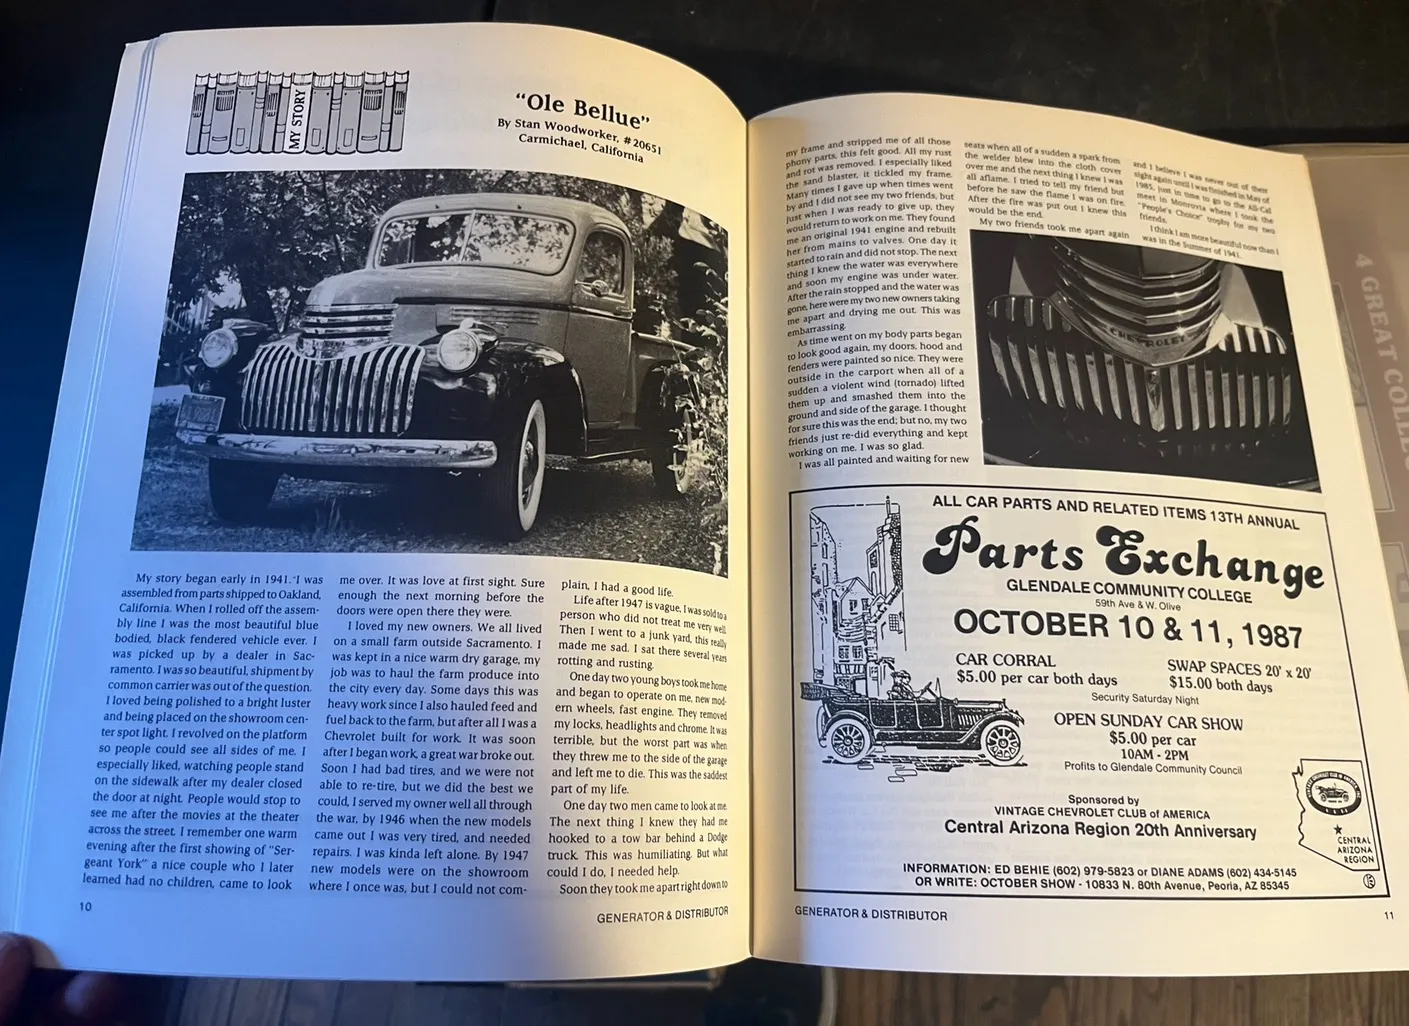 MY STORY
"Ole Bellue"
By Stan Woodworker, #20651
Carmichael, California
My story began early in 1941. I was
assembled from parts shipped to Oakland,
California. When I rolled off the assem-
bly line I was the most beautiful blue
bodied, black fendered vehicle ever. I
was picked up by a dealer in Sac-
ramento. I was so beautiful, shipment by
common carrier was out of the question.
I loved being polished to a bright luster
and being placed on the showroom cen-
ter spot light. I revolved on the platform
so people could see all sides of me. I
especially liked, watching people stand
on the sidewalk after my dealer closed
the door at night. People would stop to
see me after the movies at the theater
across the street. I remember one warm
evening after the first showing of "Ser-
geant York" a nice couple who I later
learned had no children, came to look
me over. It was love at first sight. Sure
enough the next morning before the
doors were open there they were.
I loved my new owners. We all lived
on a small farm outside Sacramento. I
was kept in a nice warm dry garage, my
job was to haul the farm produce into
the city every day. Some days this was
heavy work since I also hauled feed and
fuel back to the farm, but after all I was a
Chevrolet built for work. It was soon
after I began work, a great war broke out.
Soon I had bad tires, and we were not
able to re-tire, but we did the best we
could, I served my owner well all through
the war, by 1946 when the new models
came out I was very tired, and needed
repairs. I was kinda left alone. By 1947
new models were on the showroom
where I once was, but I could not com-
plain, I had a good life.
Life after 1947 is vague, I was sold to a
person who did not treat me very well.
Then I went to a junk yard, this really
made me sad. I sat there several years
rotting and rusting.
One day two young boys took me home
and began to operate on me, new mod-
ern wheels, fast engine. They removed
my locks, headlights and chrome. It was
terrible, but the worst part was when
they threw me to the side of the garage
and left me to die. This was the saddest
part of my life.
One day two men came to look at me.
The next thing I knew they had me
hooked to a tow bar behind a Dodge
truck. This was humiliating. But what
could I do, I needed help.
Soon they took me apart right down to
10
GENERATOR & DISTRIBUTOR
my frame and stripped me of all those
phony parts, this felt good. All my rust
and rot was removed. I especially liked
the sand blaster, it tickled my frame.
Many times I gave up when times went
by and I did not see my two friends, but
just when I was ready to give up, they
would return to work on me. They found
me an original 1941 engine and rebuilt
her from mains to valves. One day it
started to rain and did not stop. The next
thing I knew the water was everywhere
and soon my engine was under water.
After the rain stopped and the water was
gone, here were my two new owners taking
me apart and drying me out. This was
embarrassing.
As time went on my body parts began
to look good again, my doors, hood and
fenders were painted so nice. They were
outside in the carport when all of a
sudden a violent wind (tornado) lifted
them up and smashed them into the
ground and side of the garage. I thought
for sure this was the end; but no, my two
friends just re-did everything and kept
working on me. I was so glad.
I was all painted and waiting for new
seats when all of a sudden a spark from
the welder blew into the cloth cover
over me and the next thing I knew I was
all aflame. I tried to tell my friend but
before he saw the flame I was on fire.
After the fire was put out I knew this
would be the end.
My two friends took me apart again
and I believe I was never out of their
sight again until I was finished in May of
1985, just in time to go to the All-Cal
meet in Monrovia where I took the
"People's Choice" trophy for my two
friends.
I think I am more beautiful now than I
was in the Summer of 1941.
CHEVROLET
ALL CAR PARTS AND RELATED ITEMS 13TH ANNUAL
Parts Exchange
GLENDALE COMMUNITY COLLEGE
59th Ave & W. Olive
OCTOBER 10 & 11, 1987
CAR CORRAL
$5.00 per car both days
SWAP SPACES 20' x 20'
$15.00 both days
Security Saturday Night
OPEN SUNDAY CAR SHOW
$5.00 per car
10AM - 2PM
Profits to Glendale Community Council
Sponsored by
VINTAGE CHEVROLET CLUB of AMERICA
Central Arizona Region 20th Anniversary
CENTRAL
ARIZONA
REGION
INFORMATION: ED BEHIE (602) 979-5823 or DIANE ADAMS (602) 434-5145
OR WRITE: OCTOBER SHOW - 10833 N. 80th Avenue, Peoria, AZ 85345
GENERATOR & DISTRIBUTOR
11
4 GREAT